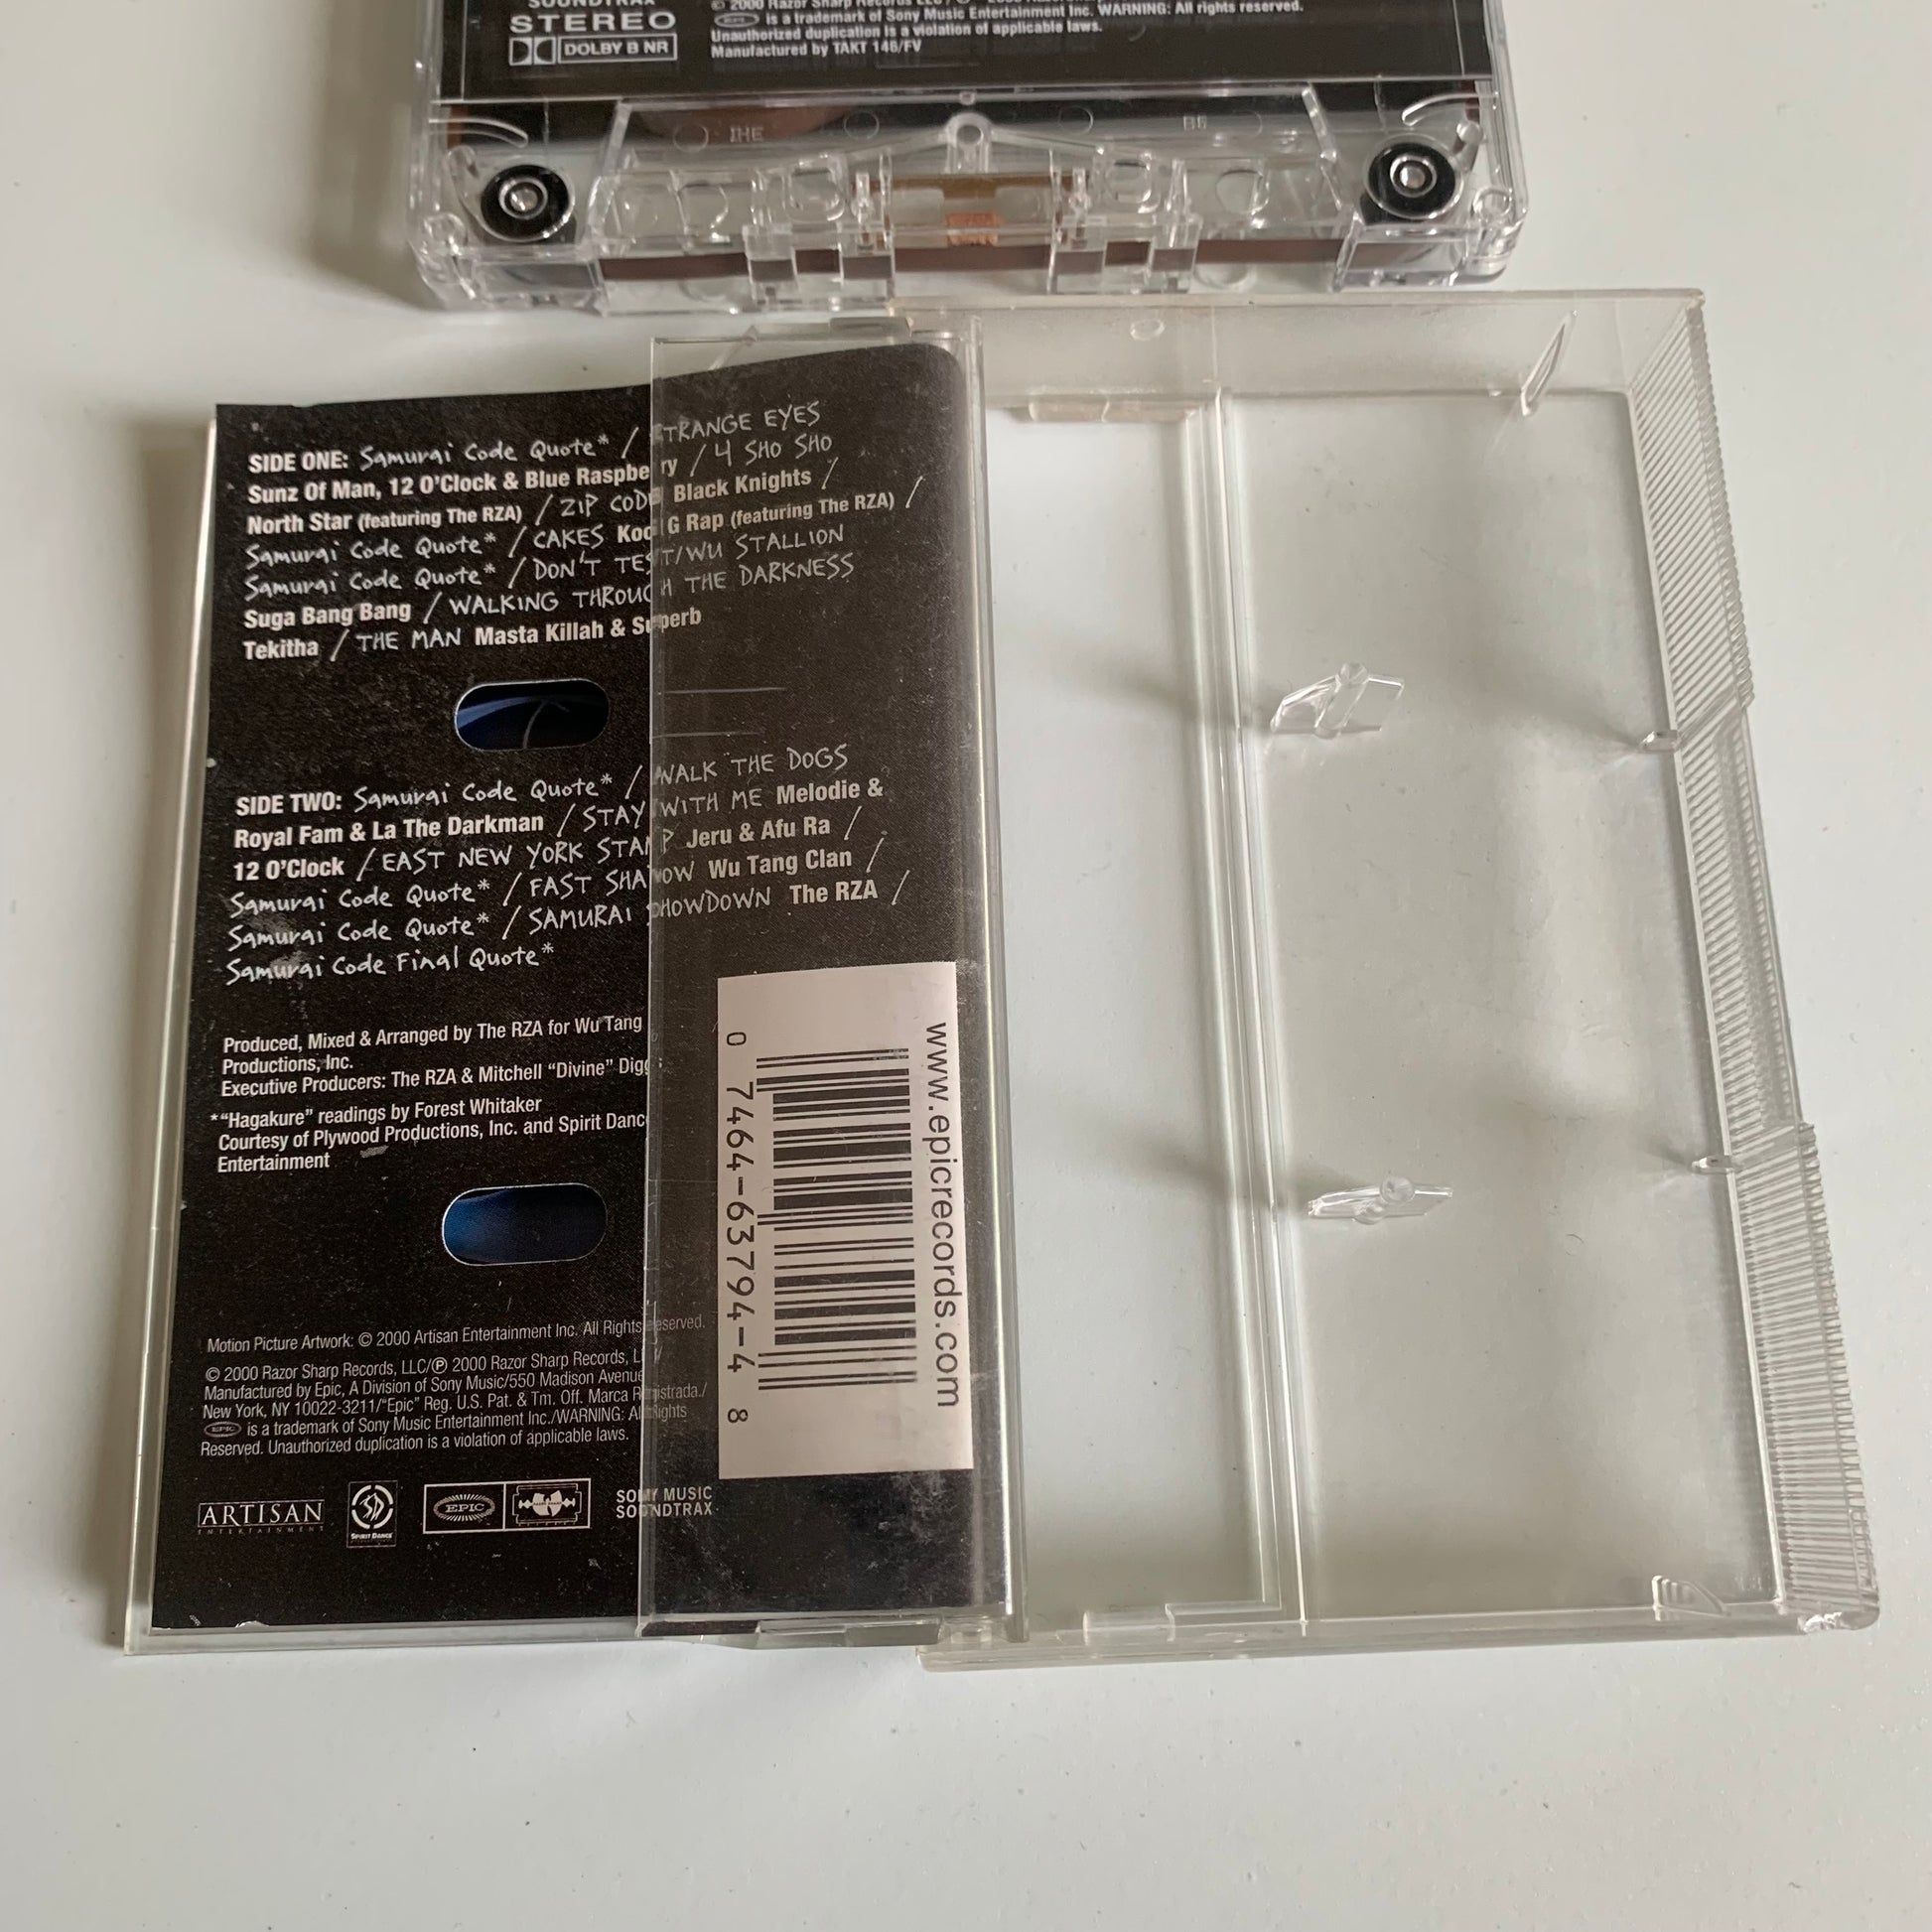 SOUNDTRAX
STEREO
DOLBY B NR
© 2000 Razor Sharp Records LLC/
EPIC is a trademark of Sony Music Entertainment Inc. WARNING: All rights reserved.
Unauthorized duplication is a violation of applicable laws.
Manufactured by TAKT 146/FV
SIDE ONE: Samurai Code Quote* / STRANGE EYES
Sunz Of Man, 12 O'Clock & Blue Raspberry / 4 SHO SHO
North Star (featuring The RZA) / ZIP CODE Black Knights /
Samurai Code Quote* / CAKES Kool G Rap (featuring The RZA) /
Samurai Code Quote* / DON'T TEST/WU STALLION
Suga Bang Bang / WALKING THROUGH THE DARKNESS
Tekitha / THE MAN Masta Killah & Superb
SIDE TWO: Samurai Code Quote* / WALK THE DOGS
Royal Fam & La The Darkman / STAY WITH ME Melodie &
12 O'Clock / EAST NEW YORK STAMP Jeru & Afu Ra /
Samurai Code Quote* / FAST SHADOW Wu Tang Clan /
Samurai Code Quote* / SAMURAI SHOWDOWN The RZA /
Samurai Code Final Quote*
Produced, Mixed & Arranged by The RZA for Wu Tang
Productions, Inc.
Executive Producers: The RZA & Mitchell "Divine" Digg
*"Hagakure" readings by Forest Whitaker
Courtesy of Plywood Productions, Inc. and Spirit Dance
Entertainment
Motion Picture Artwork: © 2000 Artisan Entertainment Inc. All Rights Reserved.
© 2000 Razor Sharp Records, LLC/℗ 2000 Razor Sharp Records, LL
Manufactured by Epic, A Division of Sony Music/550 Madison Avenue
New York, NY 10022-3211/"Epic" Reg. U.S. Pat. & Tm. Off. Marca Registrada./
EPIC is a trademark of Sony Music Entertainment Inc./WARNING: All Rights
Reserved. Unauthorized duplication is a violation of applicable laws.
ARTISAN
ENTERTAINMENT
SPIRIT DANCE
EPIC
SONY MUSIC
SOUNDTRAX
www.epicrecords.com
0 7464-63794-4 8